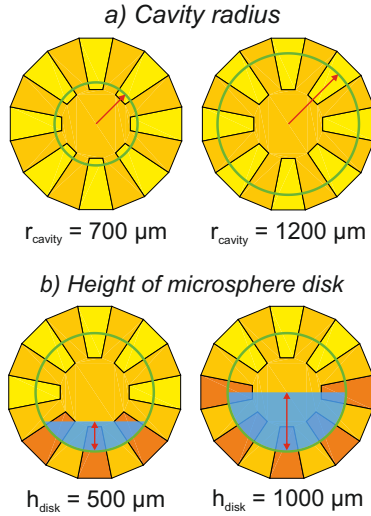 a) Cavity radius
r_cavity = 700 µm
r_cavity = 1200 µm
b) Height of microsphere disk
h_disk = 500 µm
h_disk = 1000 µm